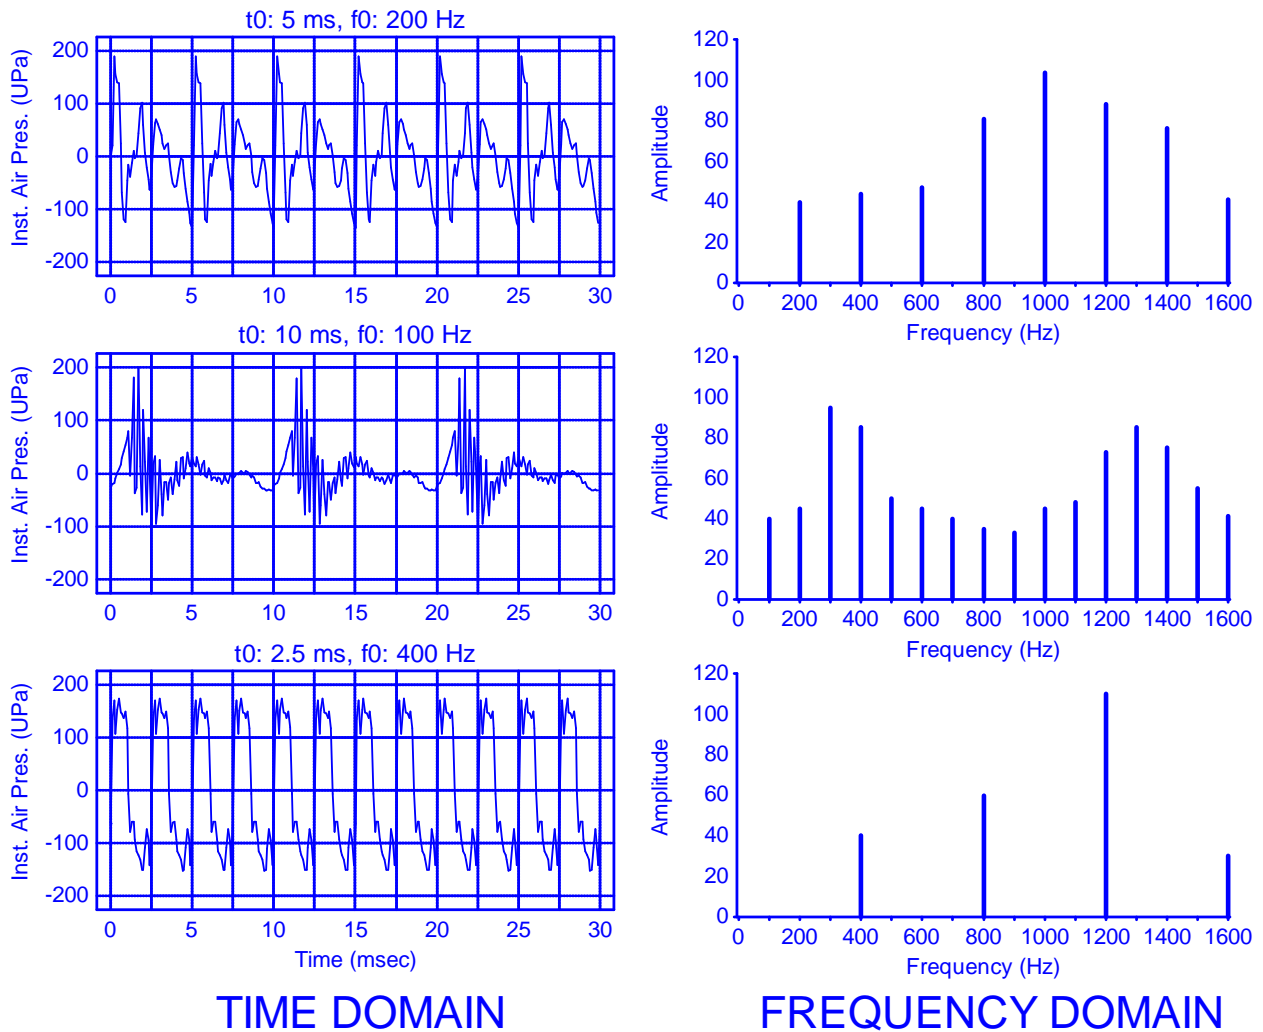 t0: 5 ms, f0: 200 Hz
Inst. Air Pres. (UPa)
200
100
0
-100
-200
0 5 10 15 20 25 30
120
100
80
60
40
20
0
Amplitude
0 200 400 600 800 1000 1200 1400 1600
Frequency (Hz)
t0: 10 ms, f0: 100 Hz
Inst. Air Pres. (UPa)
200
100
0
-100
-200
0 5 10 15 20 25 30
120
100
80
60
40
20
0
Amplitude
0 200 400 600 800 1000 1200 1400 1600
Frequency (Hz)
t0: 2.5 ms, f0: 400 Hz
Inst. Air Pres. (UPa)
200
100
0
-100
-200
0 5 10 15 20 25 30
Time (msec)
120
100
80
60
40
20
0
Amplitude
0 200 400 600 800 1000 1200 1400 1600
Frequency (Hz)
TIME DOMAIN
FREQUENCY DOMAIN